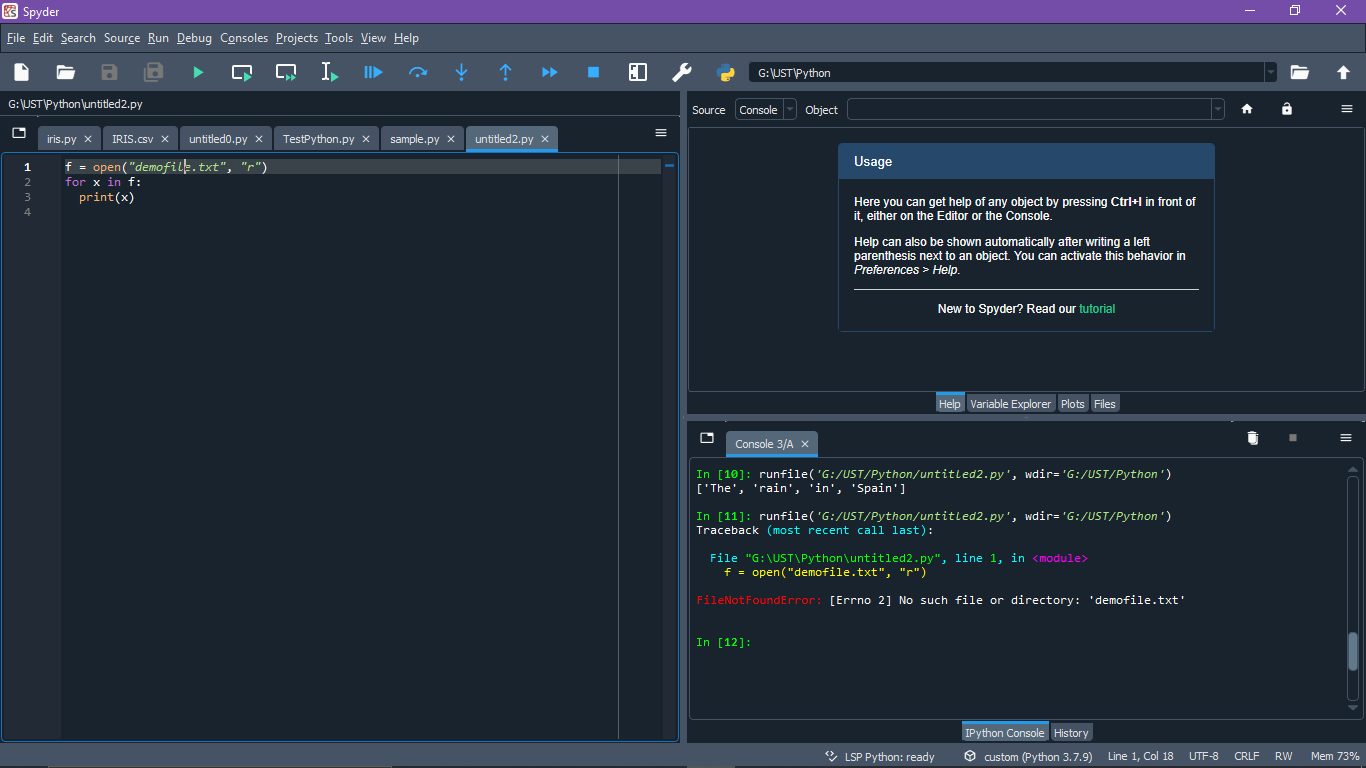 Spyder
File Edit Search Source Run Debug Consoles Projects Tools View Help
G:\UST\Python
G:\UST\Python\untitled2.py
iris.py IRIS.csv untitled0.py TestPython.py sample.py untitled2.py
1 f = open("demofile.txt", "r")
2 for x in f:
3 print(x)
4
Source Console Object
Usage
Here you can get help of any object by pressing Ctrl+I in front of
it, either on the Editor or the Console.
Help can also be shown automatically after writing a left
parenthesis next to an object. You can activate this behavior in
Preferences > Help.
New to Spyder? Read our tutorial
Help Variable Explorer Plots Files
Console 3/A
In [10]: runfile('G:/UST/Python/untitled2.py', wdir='G:/UST/Python')
['The', 'rain', 'in', 'Spain']
In [11]: runfile('G:/UST/Python/untitled2.py', wdir='G:/UST/Python')
Traceback (most recent call last):
File "G:\UST\Python\untitled2.py", line 1, in <module>
f = open("demofile.txt", "r")
FileNotFoundError: [Errno 2] No such file or directory: 'demofile.txt'
In [12]:
IPython Console History
LSP Python: ready custom (Python 3.7.9) Line 1, Col 18 UTF-8 CRLF RW Mem 73%